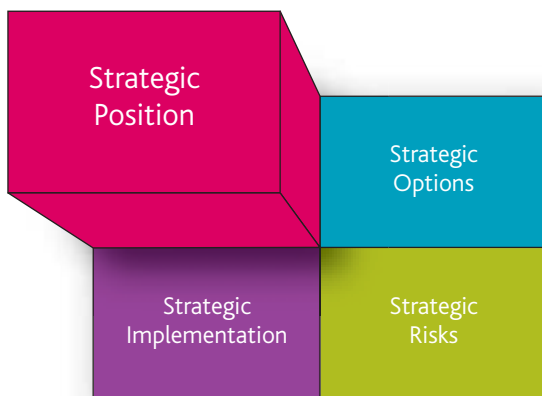 Strategic
Position
Strategic
Options
Strategic
Implementation
Strategic
Risks